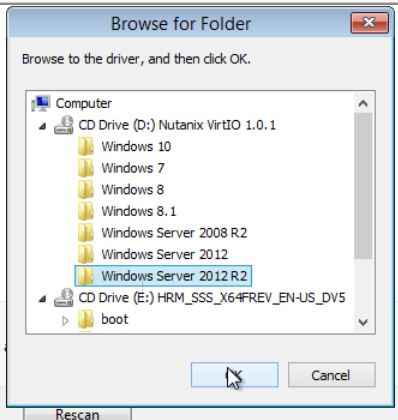 Browse for Folder
Browse to the driver, and then click OK.
Computer
CD Drive (D:) Nutanix VirtIO 1.0.1
Windows 10
Windows 7
Windows 8
Windows 8.1
Windows Server 2008 R2
Windows Server 2012
Windows Server 2012 R2
CD Drive (E:) HRM_SSS_X64FREV_EN-US_DV5
boot
OK Cancel
Rescan